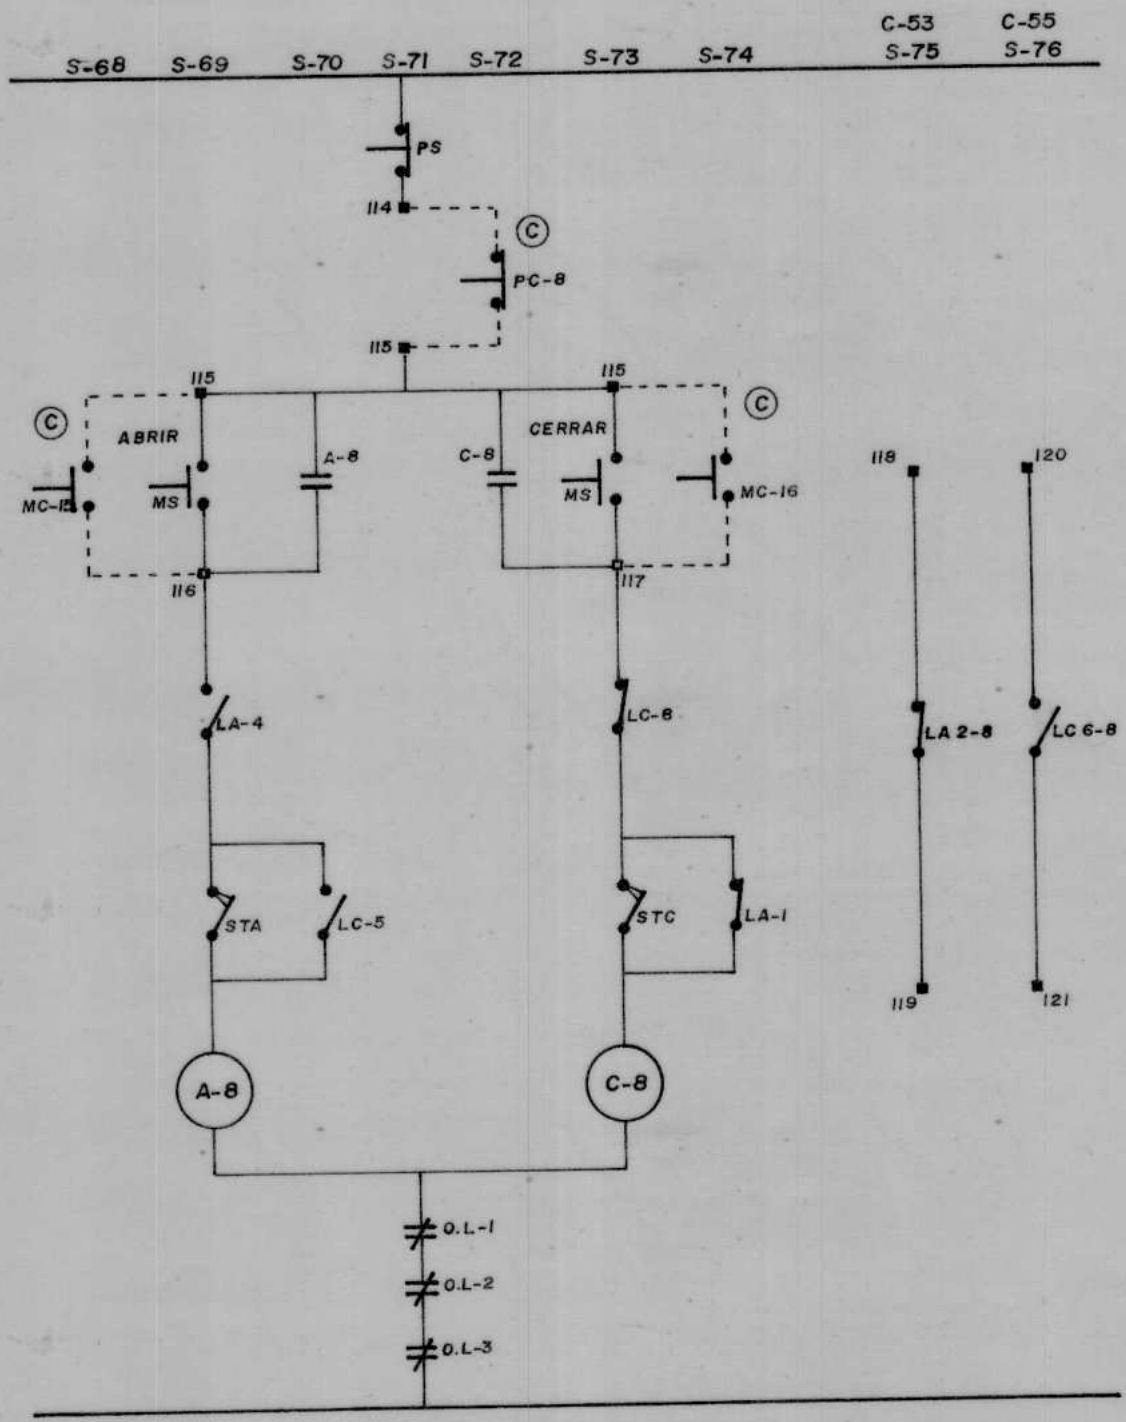 C-53 C-55
S-68 S-69 S-70 S-71 S-72 S-73 S-74 S-75 S-76
PS
114
C
PC-8
115
115 115
C C
ABRIR CERRAR
A-8 C-8
118 120
MC-15 MS MS MC-16
116 117
LA-4 LC-8 LA 2-8 LC 6-8
STA LC-5 STC LA-1
119 121
A-8 C-8
O.L-1
O.L-2
O.L-3